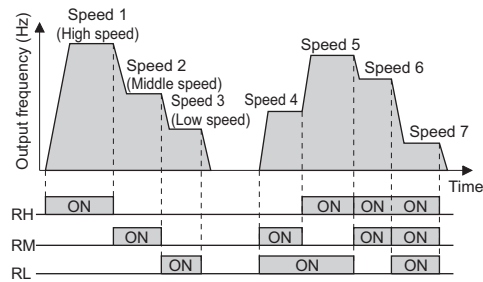 Output frequency (Hz)
Speed 1
(High speed)
Speed 2
(Middle speed)
Speed 3
(Low speed)
Speed 4
Speed 5
Speed 6
Speed 7
Time
RH ON ON ON ON
RM ON ON ON ON
RL ON ON ON